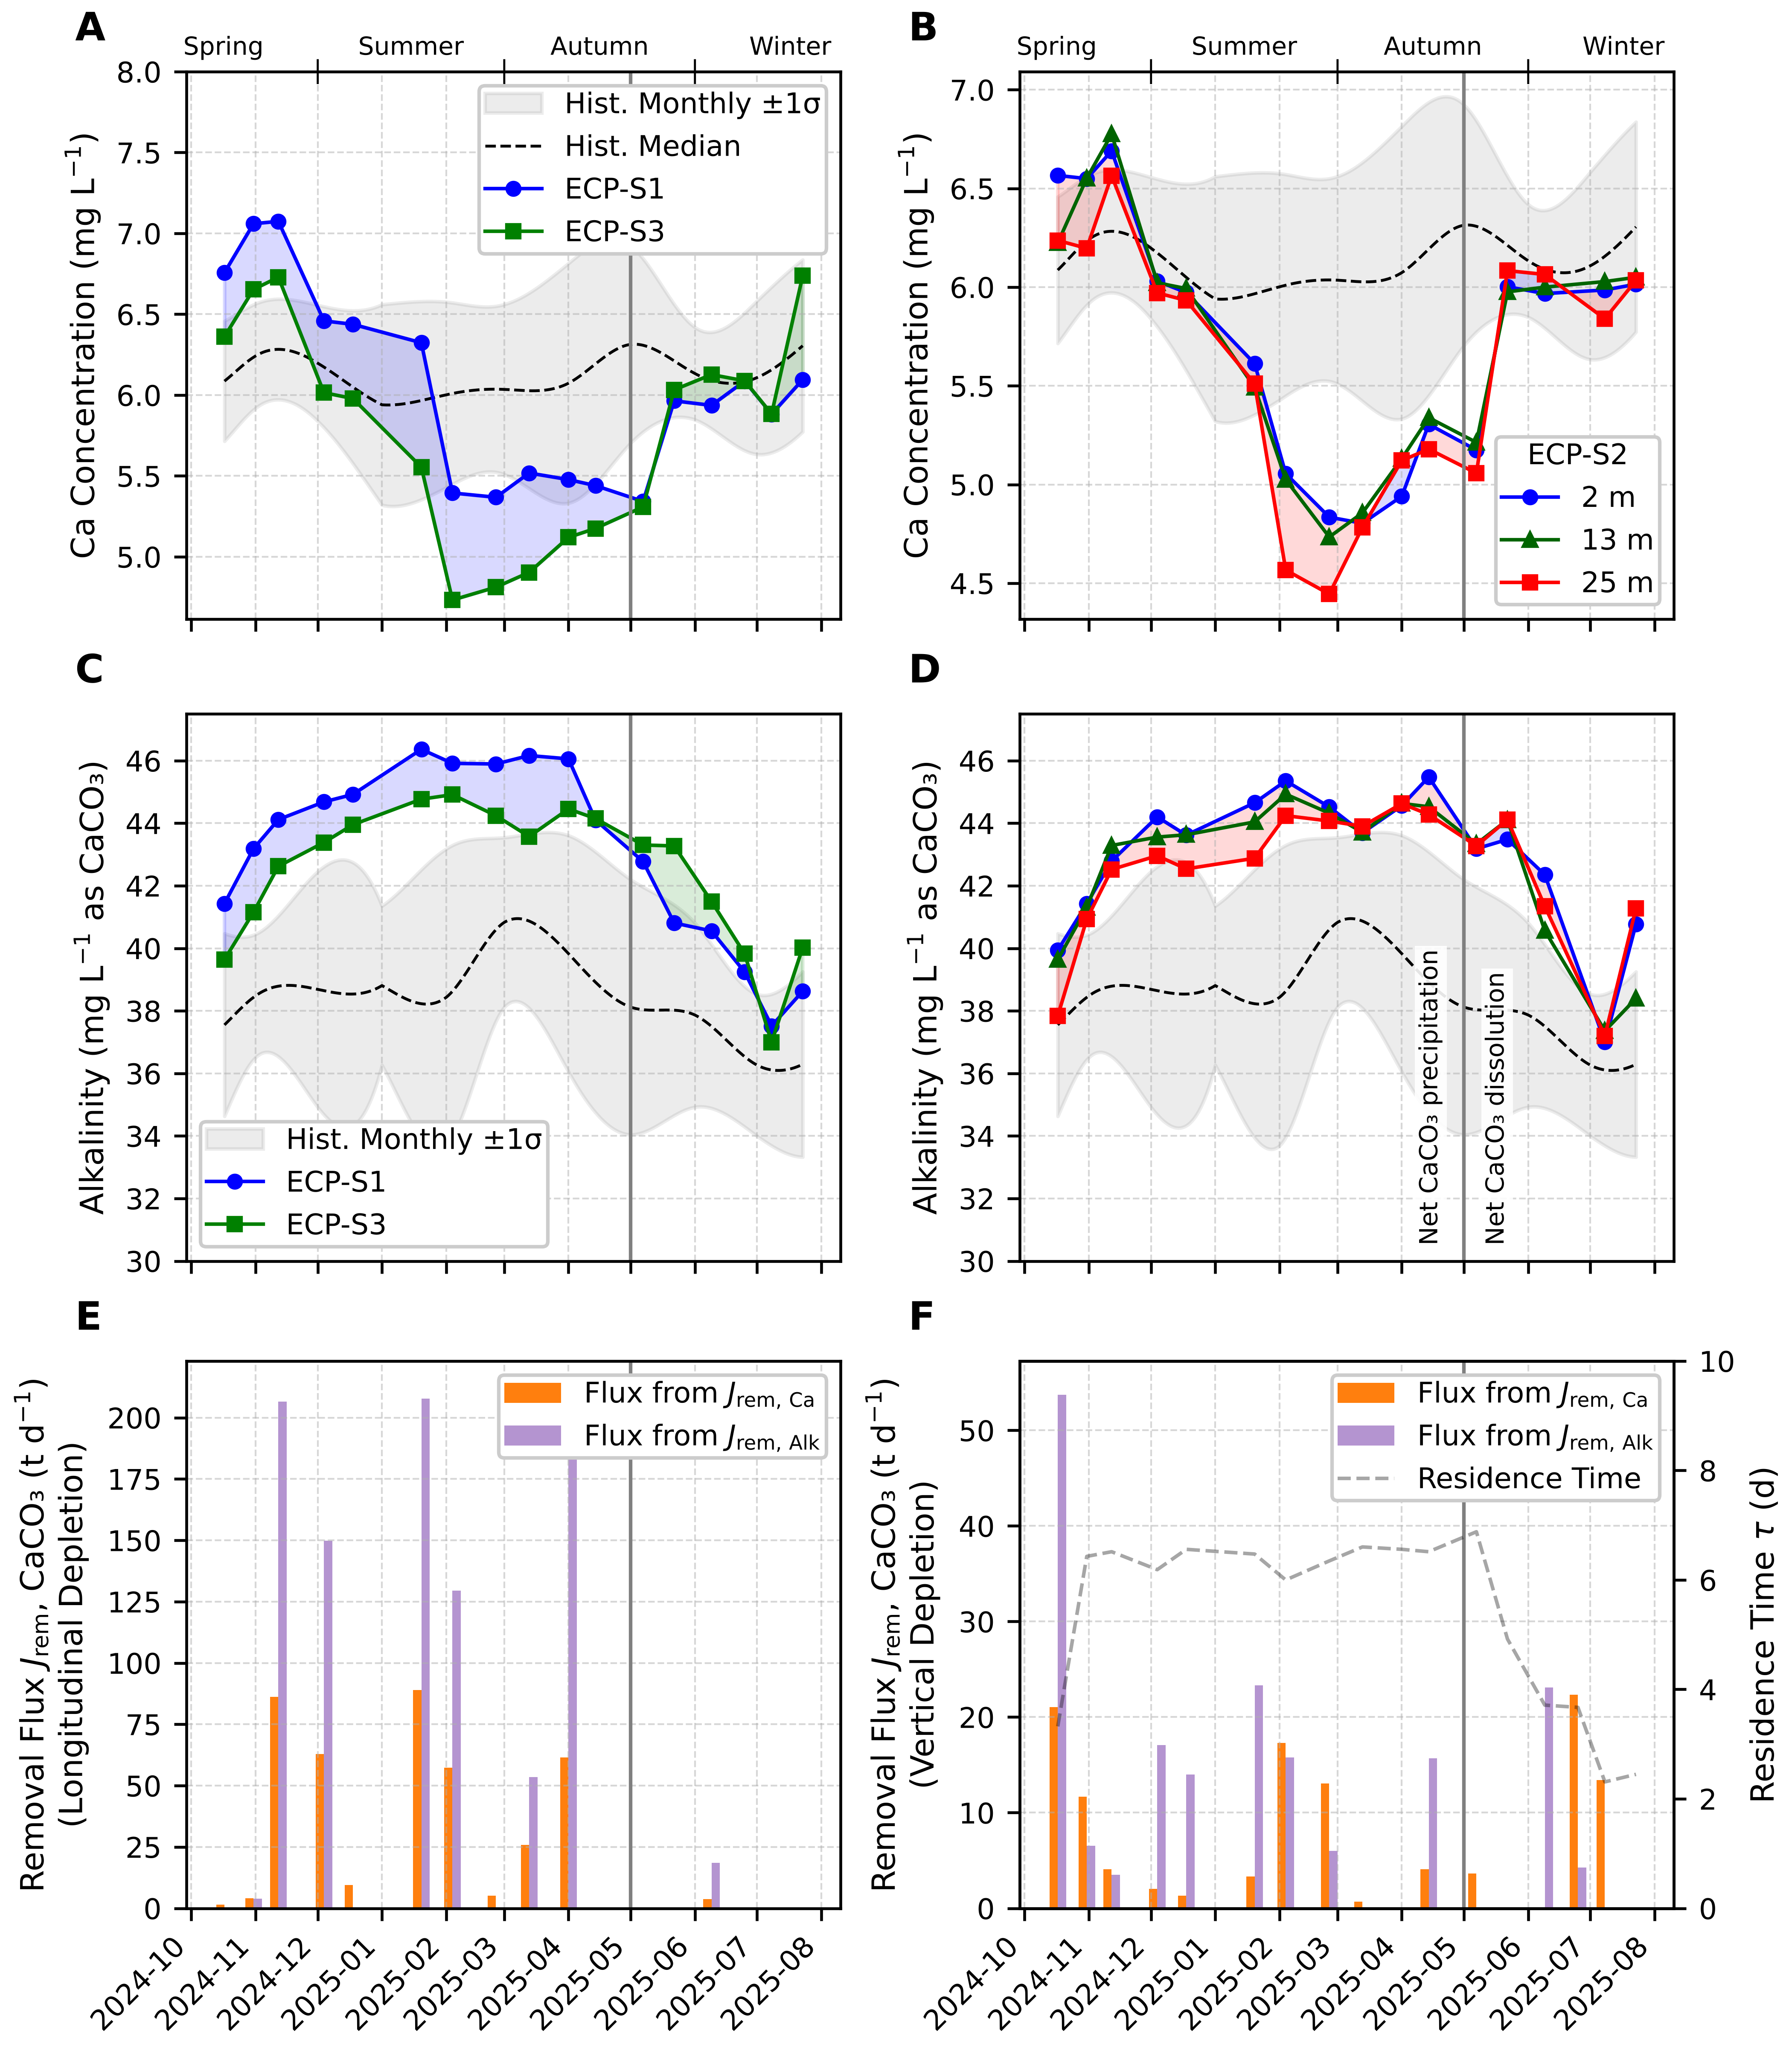 A
Spring Summer Autumn Winter
Ca Concentration (mg L⁻¹)
8.0
7.5
7.0
6.5
6.0
5.5
5.0
Hist. Monthly ±1σ
Hist. Median
ECP-S1
ECP-S3
B
Spring Summer Autumn Winter
Ca Concentration (mg L⁻¹)
7.0
6.5
6.0
5.5
5.0
4.5
ECP-S2
2 m
13 m
25 m
C
Alkalinity (mg L⁻¹ as CaCO₃)
46
44
42
40
38
36
34
32
30
Hist. Monthly ±1σ
ECP-S1
ECP-S3
D
Alkalinity (mg L⁻¹ as CaCO₃)
46
44
42
40
38
36
34
32
30
Net CaCO₃ precipitation
Net CaCO₃ dissolution
E
Removal Flux J_rem, CaCO₃ (t d⁻¹)
(Longitudinal Depletion)
200
175
150
125
100
75
50
25
0
Flux from J_rem, Ca
Flux from J_rem, Alk
2024-10
2024-11
2024-12
2025-01
2025-02
2025-03
2025-04
2025-05
2025-06
2025-07
2025-08
F
Removal Flux J_rem, CaCO₃ (t d⁻¹)
(Vertical Depletion)
50
40
30
20
10
0
Flux from J_rem, Ca
Flux from J_rem, Alk
Residence Time
10
8
6
4
2
0
Residence Time τ (d)
2024-10
2024-11
2024-12
2025-01
2025-02
2025-03
2025-04
2025-05
2025-06
2025-07
2025-08